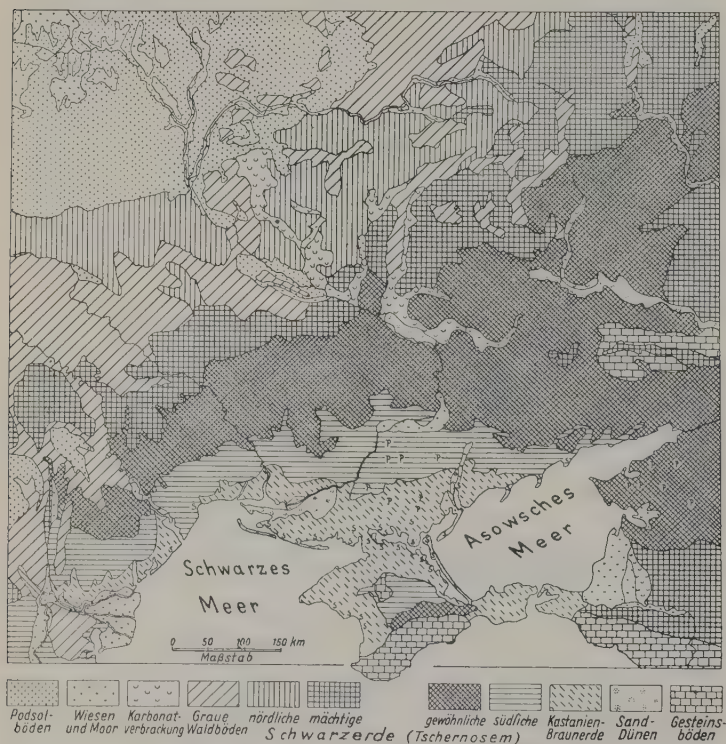 P
P P P
P
P P
P P
Asowsches
Meer
Schwarzes
Meer
0 50 100 150 km
Maßstab
Podsol- Wiesen Karbonat- Graue nördliche mächtige gewöhnliche südliche Kastanien- Sand- Gesteins-
böden und Moor verbrackung Waldböden Schwarzerde (Tschernosem) Braunerde Dünen böden